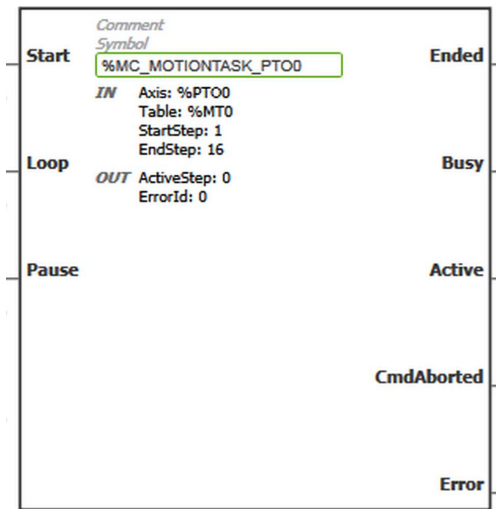 Comment
Symbol
Start
%MC_MOTIONTASK_PTO0
Ended
IN Axis: %PTO0
Table: %MT0
StartStep: 1
EndStep: 16
Loop
Busy
OUT ActiveStep: 0
ErrorId: 0
Pause
Active
CmdAborted
Error